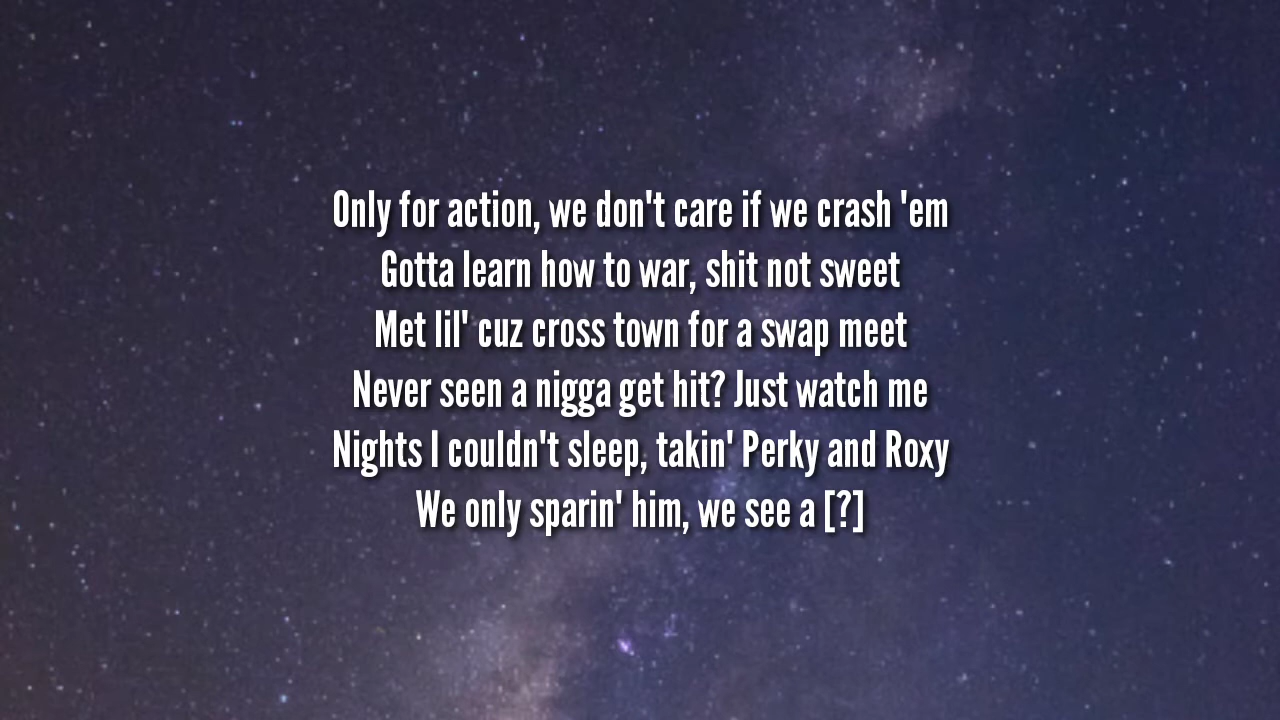 Only for action, we don't care if we crash 'em
Gotta learn how to war, shit not sweet
Met lil' cuz cross town for a swap meet
Never seen a nigga get hit? Just watch me
Nights I couldn't sleep, takin' Perky and Roxy
We only sparin' him, we see a [?]